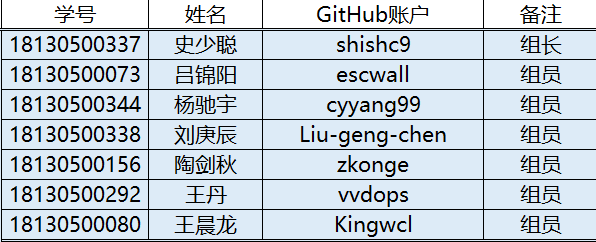 学号 姓名 GitHub账户 备注
18130500337 史少聪 shishc9 组长
18130500073 吕锦阳 escwall 组员
18130500344 杨驰宇 cyyang99 组员
18130500338 刘庚辰 Liu-geng-chen 组员
18130500156 陶剑秋 zkonge 组员
18130500292 王丹 vvdops 组员
18130500080 王晨龙 Kingwcl 组员